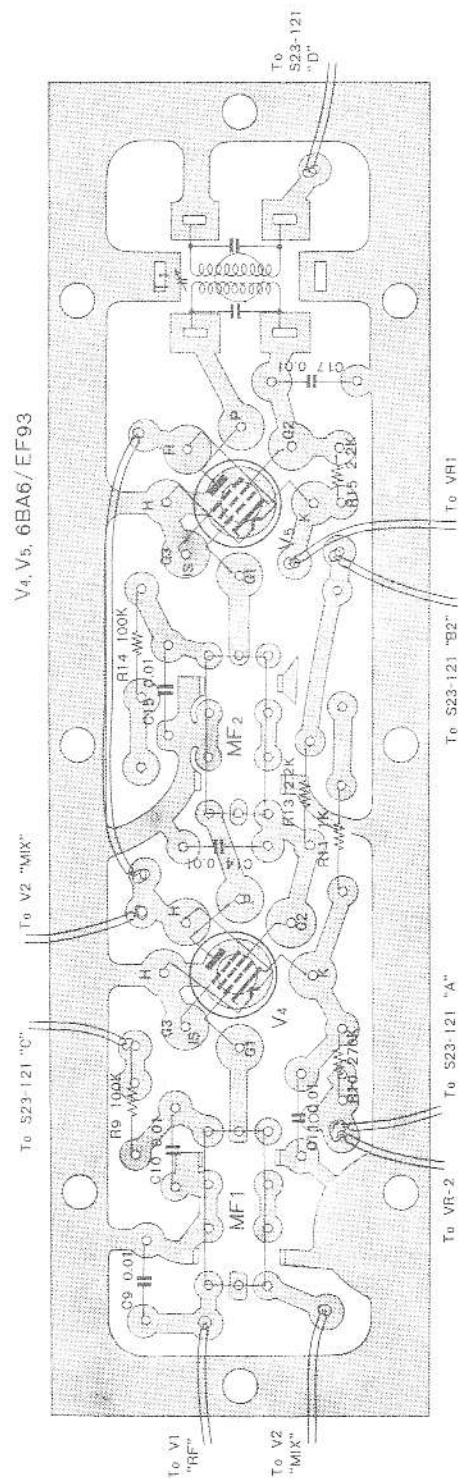 V4, V5, 6BA6/EF93
To S23-121 "C"
To V2 "MIX"
To S23-121
"D"
C9 0.01
R9 100K
C10 0.01
R14 100K
C15 0.01
H
H
G3
IS
G1
P
G2
K
V4
MF1
C14 0.01
MF2
H
H
G3
IS
G1
P
G2
K
V5
C17 0.01
R15 2.2K
R13 2.2K
R11 1K
C11 0.01
R10 270K
To V1
"RF"
To V2
"MIX"
To VR-2
To S23-121 "A"
To S23-121 "B2"
To VR1